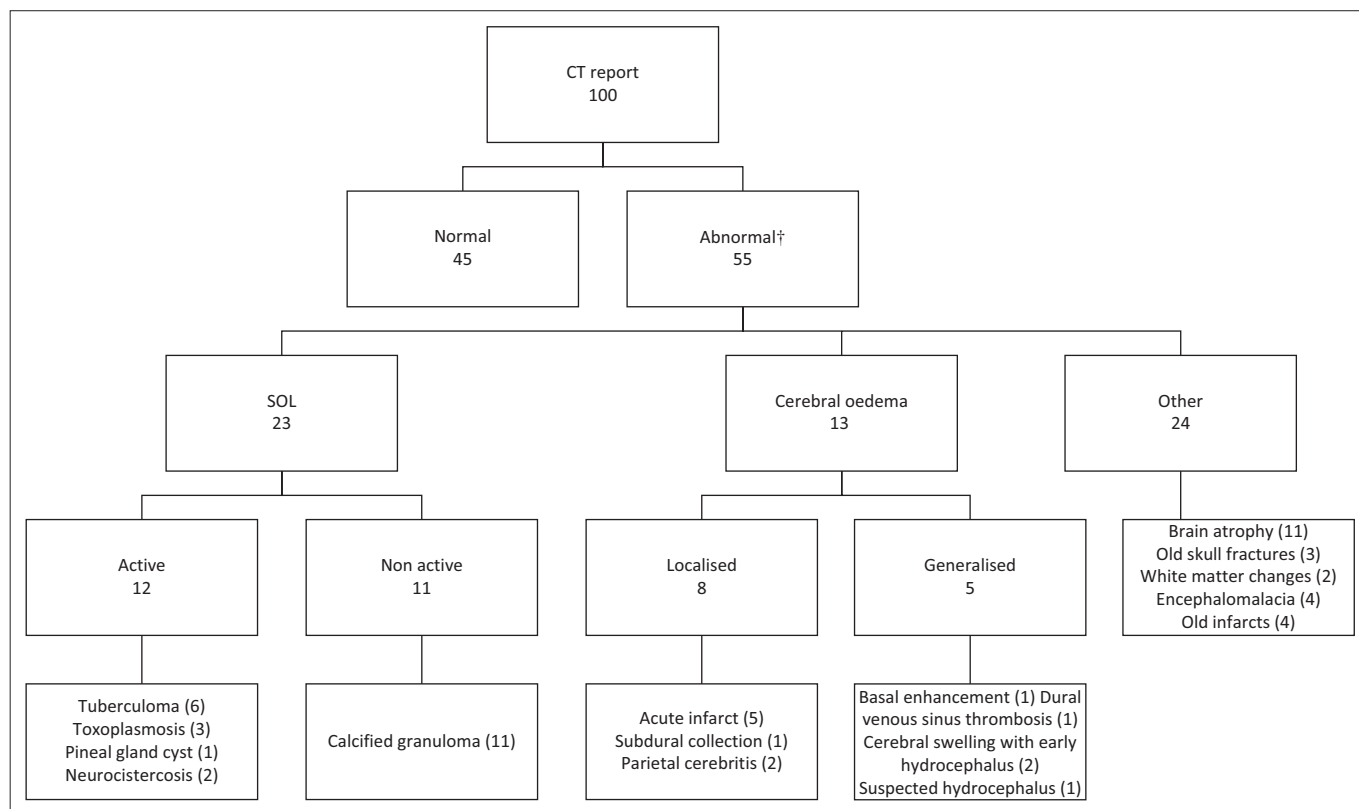 CT report
100
Normal
45
Abnormal†
55
SOL
23
Cerebral oedema
13
Other
24
Active
12
Non active
11
Localised
8
Generalised
5
Brain atrophy (11)
Old skull fractures (3)
White matter changes (2)
Encephalomalacia (4)
Old infarcts (4)
Tuberculoma (6)
Toxoplasmosis (3)
Pineal gland cyst (1)
Neurocistercosis (2)
Calcified granuloma (11)
Acute infarct (5)
Subdural collection (1)
Parietal cerebritis (2)
Basal enhancement (1) Dural
venous sinus thrombosis (1)
Cerebral swelling with early
hydrocephalus (2)
Suspected hydrocephalus (1)